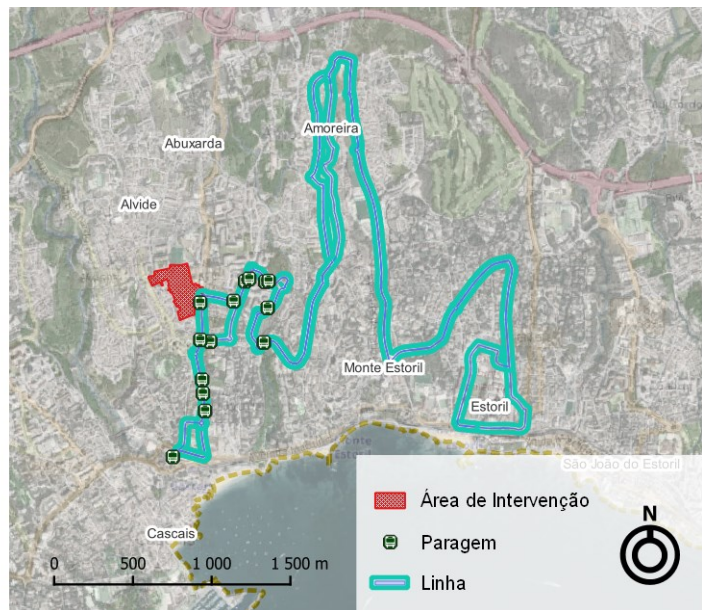 Amoreira
Abuxarda
Alvide
Monte Estoril
Estoril
São João do Estoril
Cascais
0 500 1 000 1 500 m
Área de Intervenção
Paragem
Linha
N